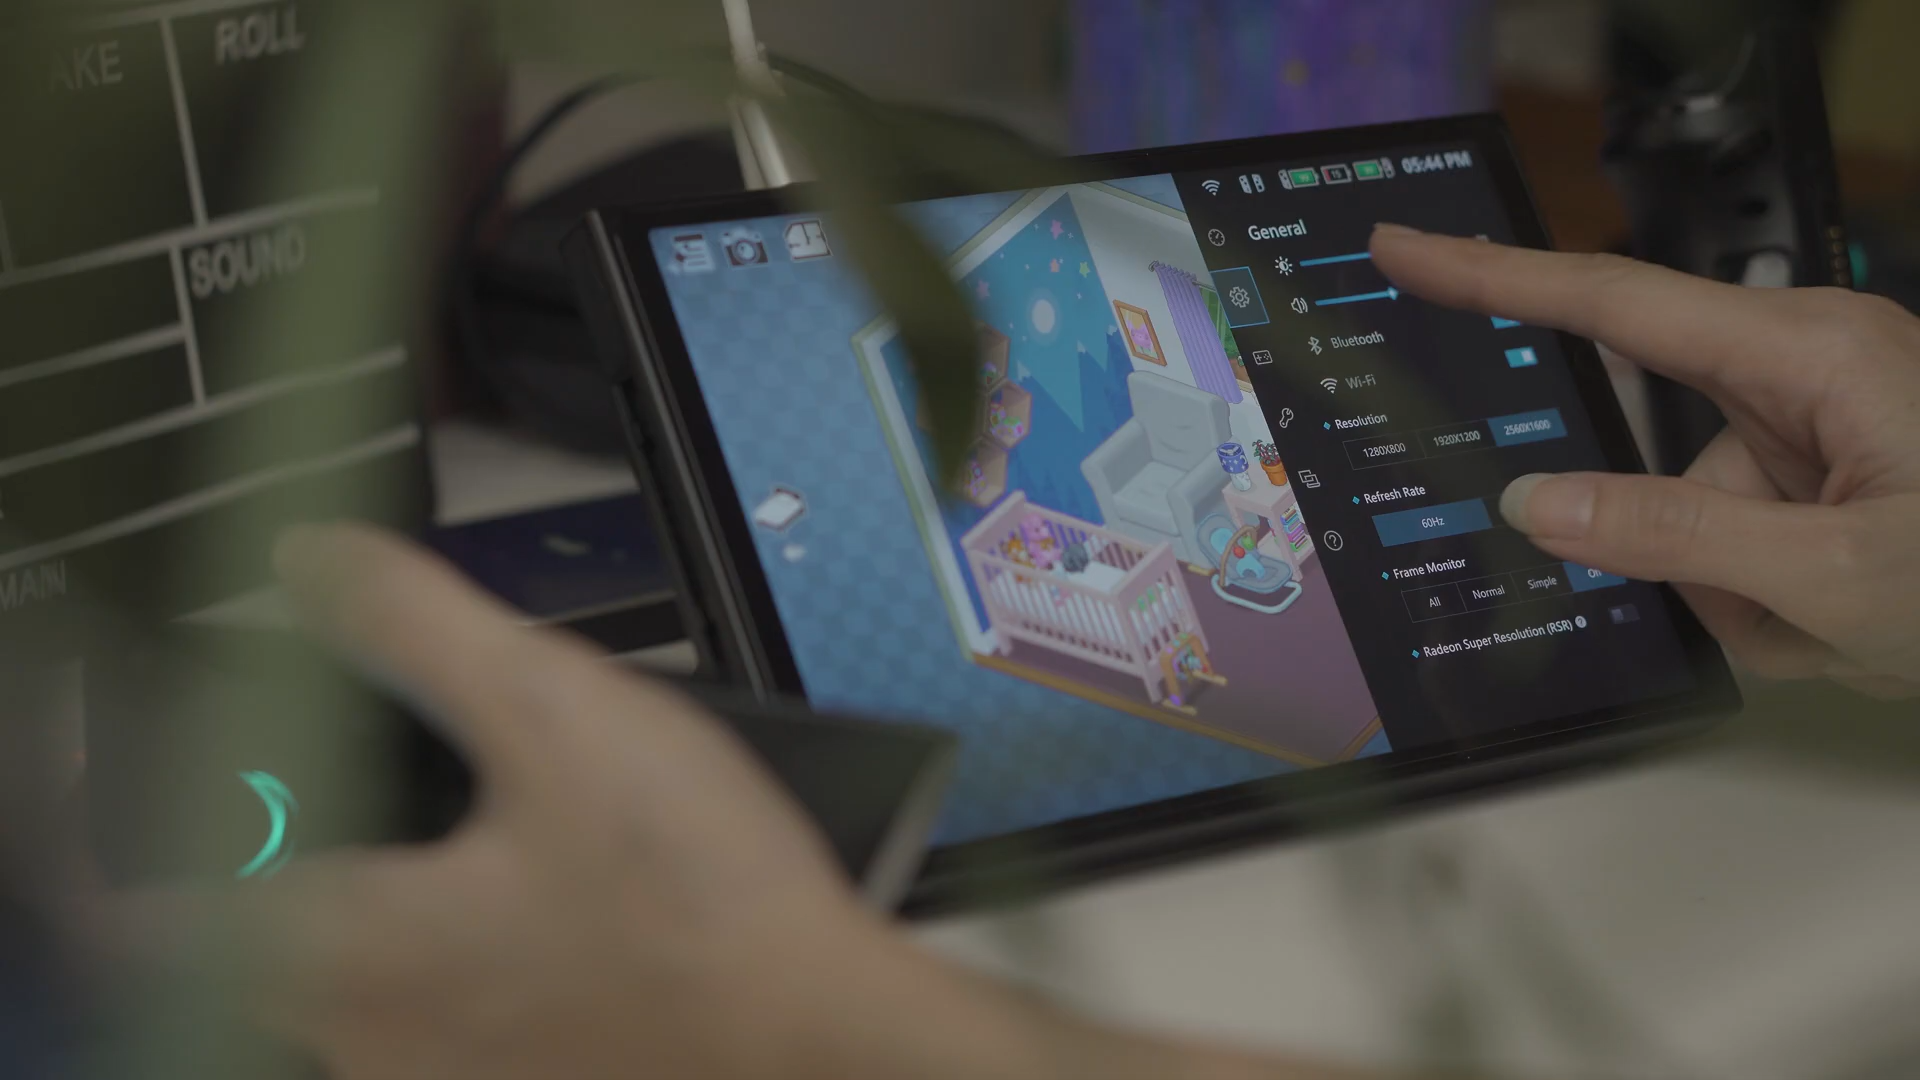 ROLL
SOUND
05:44 PM
General
Bluetooth
Wi-Fi
Resolution
1280X800 1920X1200 2560X1600
Refresh Rate
60Hz
Frame Monitor
All Normal Simple
Radeon Super Resolution (RSR)
MAIN